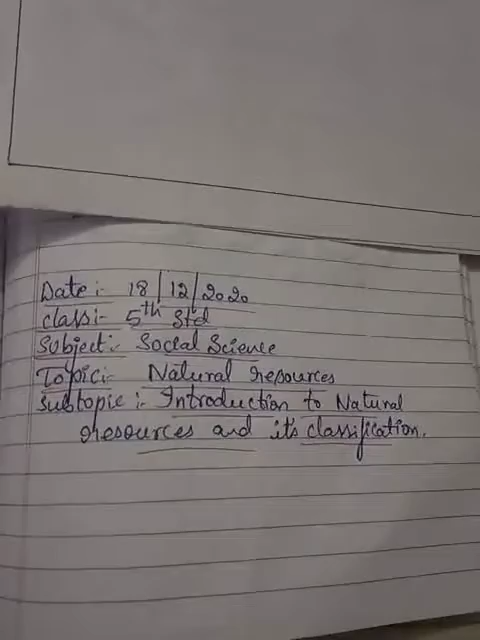 Date :- 18/12/2020
Class :- 5th Std
Subject :- Social Science
Topic :- Natural resources
Subtopic :- Introduction to Natural
resources and it's classification.